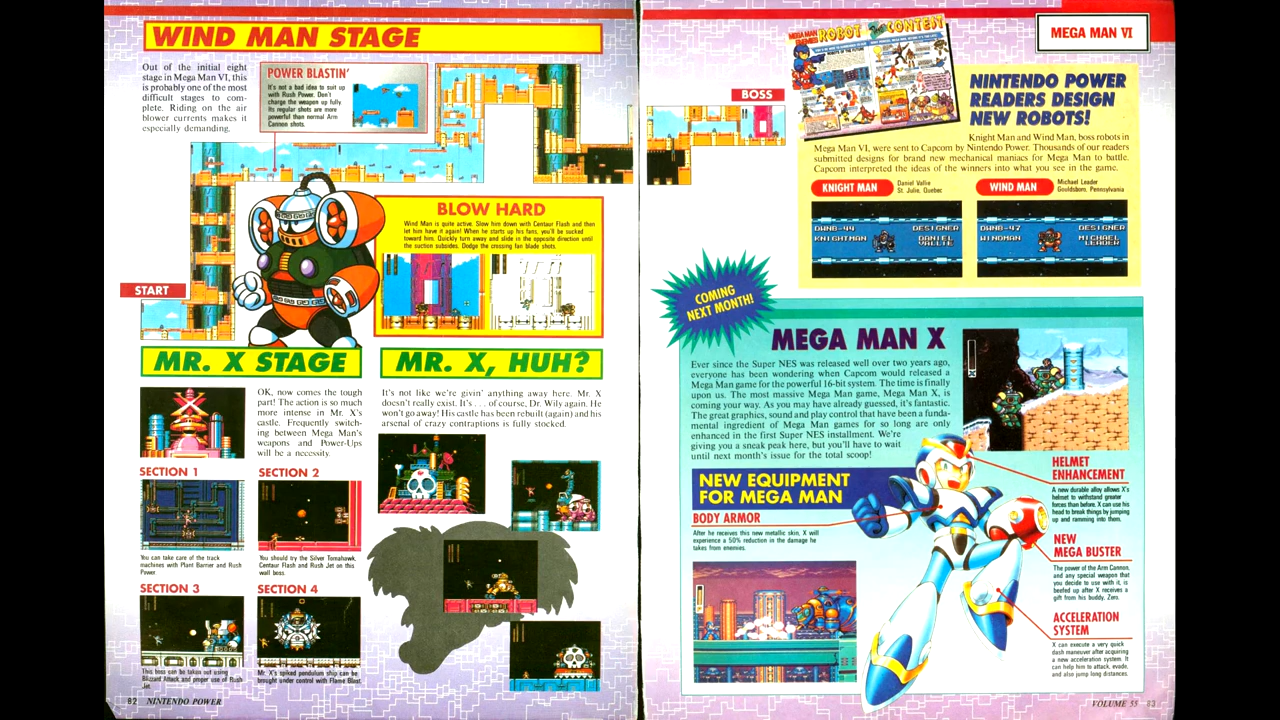 WIND MAN STAGE
Out of the initial eight
stage in Mega Man VI, this
is probably one of the most
difficult stages to com-
plete. Riding on the air
blower currents makes it
especially demanding.
POWER BLASTIN'
It's not a bad idea to suit up
with Rush Power. Don't
charge the weapon up fully.
Its regular shots are more
powerful than normal Arm
Cannon shots.
BLOW HARD
Wind Man is quite active. Slow him down with Centaur Flash and then
let him have it again! When he starts up his fans, you'll be sucked
toward him. Quickly turn away and slide in the opposite direction until
the suction subsides. Dodge the crossing fan blade shots.
START
MR. X STAGE
OK, now comes the tough
part! The action is so much
more intense in Mr. X's
castle. Frequently switch-
ing between Mega Man's
weapons and Power-Ups
will be a necessity.
SECTION 1
You can take care of the track
machines with Plant Barrier and Rush
Power
SECTION 2
You should try the Silver Tomahawk,
Centaur Flash and Rush Jet on this
wall boss.
SECTION 3
This boss can be taken out using
Blizzard Attack and proper use of Rush
Jet.
SECTION 4
Mr. X's spiked pendulum ship can be
brought under control with Flame Blast.
MR. X, HUH?
It's not like we're givin' anything away here. Mr. X
doesn't really exist. It's . . . of course, Dr. Wily again. He
won't go away! His castle has been rebuilt (again) and his
arsenal of crazy contraptions is fully stocked.
82 NINTENDO POWER
MEGA MAN VI
BOSS
ROBOT
CONTEST
NINTENDO POWER
READERS DESIGN
NEW ROBOTS!
Knight Man and Wind Man, boss robots in
Mega Man VI, were sent to Capcom by Nintendo Power. Thousands of our readers
submitted designs for brand new mechanical maniacs for Mega Man to battle.
Capcom interpreted the ideas of the winners into what you see in the game.
KNIGHT MAN
Daniel Vallie
St. Julie, Quebec
WIND MAN
Michael Leader
Gouldsboro, Pennsylvania
DWNB-44
KNIGHTMAN
DESIGNER
DANIEL
VALLIE
DWNB-47
WINDMAN
DESIGNER
MICHAEL
LEADER
COMING
NEXT MONTH!
MEGA MAN X
Ever since the Super NES was released well over two years ago,
everyone has been wondering when Capcom would released a
Mega Man game for the powerful 16-bit system. The time is finally
upon us. The most massive Mega Man game, Mega Man X, is
coming your way. As you may have already guessed, it's fantastic.
The great graphics, sound and play control that have been a funda-
mental ingredient of Mega Man games for so long are only
enhanced in the first Super NES installment. We're
giving you a sneak peak here, but you'll have to wait
until next month's issue for the total scoop!
NEW EQUIPMENT
FOR MEGA MAN
BODY ARMOR
After he receives this new metallic skin, X will
experience a 50% reduction in the damage he
takes from enemies.
HELMET
ENHANCEMENT
A new durable alloy allows X's
helmet to withstand greater
forces than before. X can use his
head to break things by jumping
up and ramming into them.
NEW
MEGA BUSTER
The power of the Arm Cannon,
and any special weapon that
you decide to use with it, is
beefed up after X receives a
gift from his buddy, Zero.
ACCELERATION
SYSTEM
X can execute a very quick
dash maneuver after acquiring
a new acceleration system. It
can help him to attack, evade,
and also jump long distances.
VOLUME 55 83